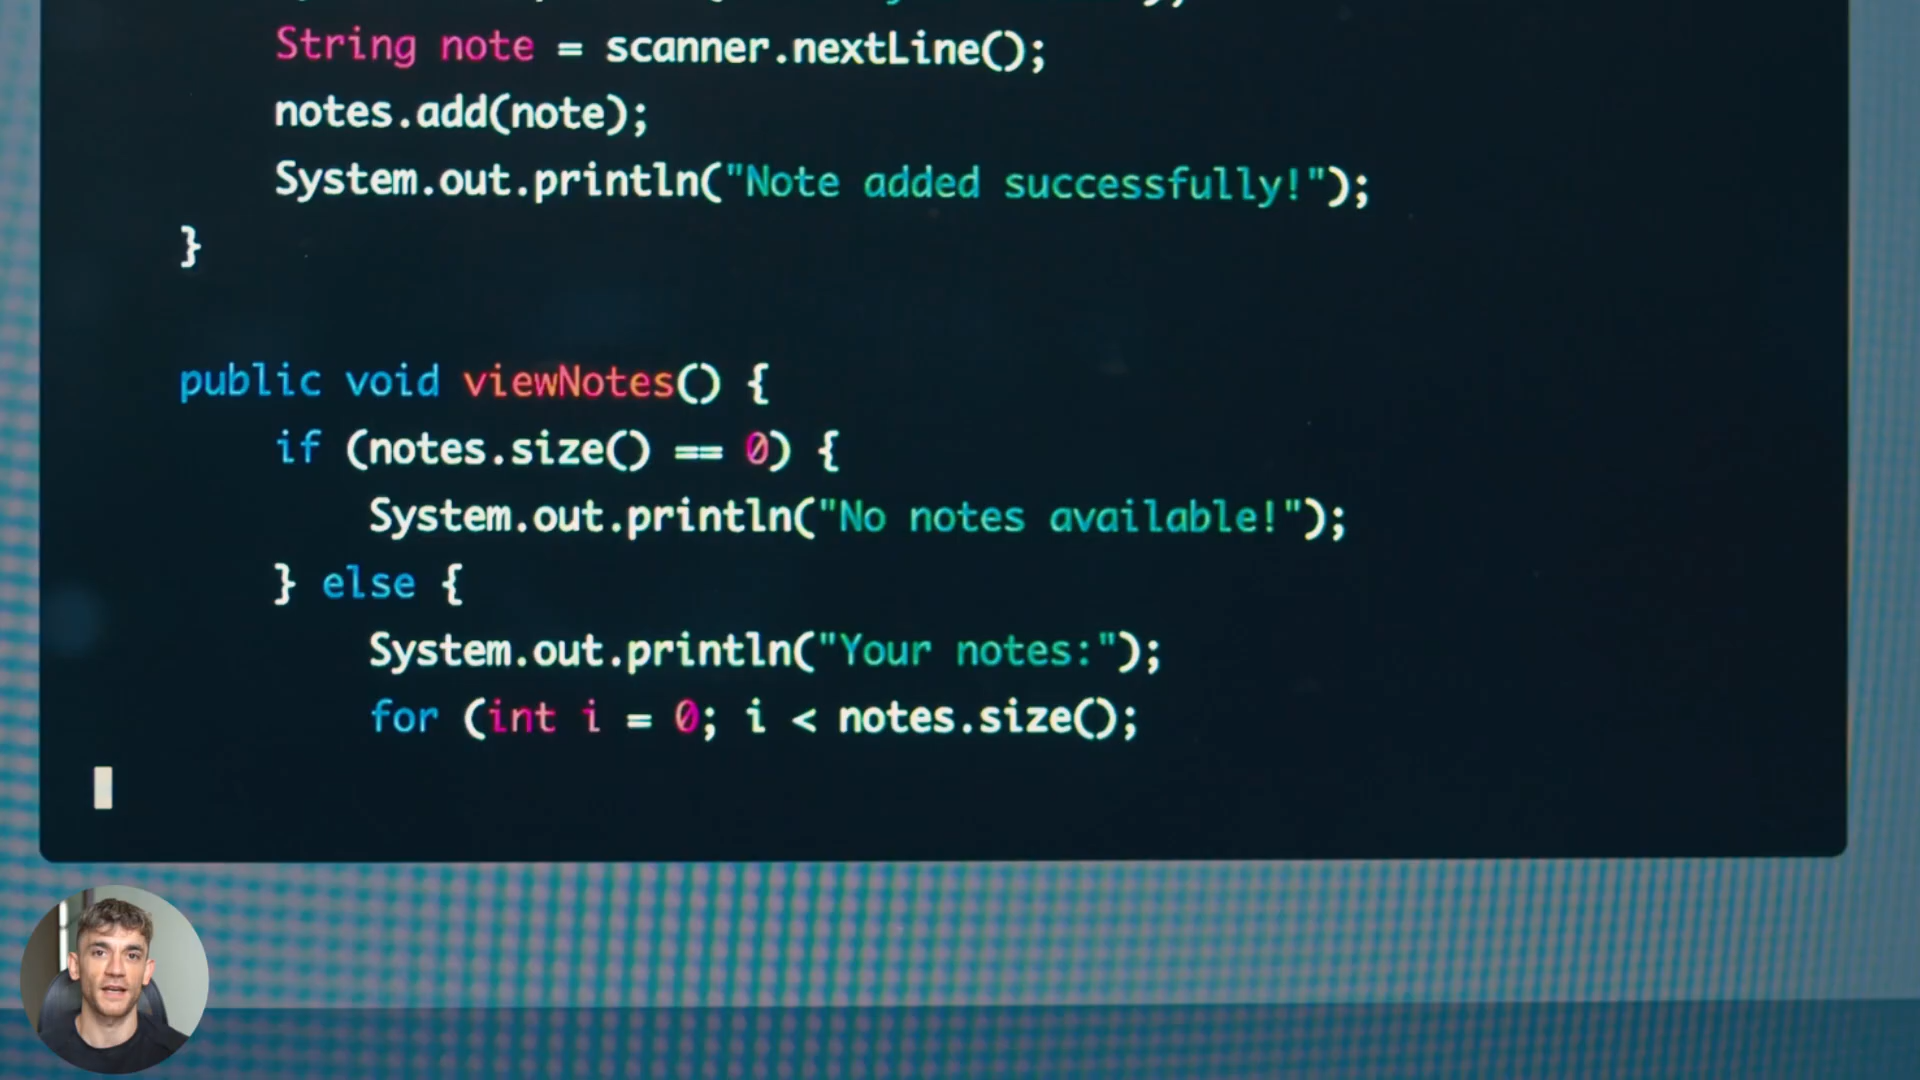 String note = scanner.nextLine();
notes.add(note);
System.out.println("Note added successfully!");
}
public void viewNotes() {
if (notes.size() == 0) {
System.out.println("No notes available!");
} else {
System.out.println("Your notes:");
for (int i = 0; i < notes.size();